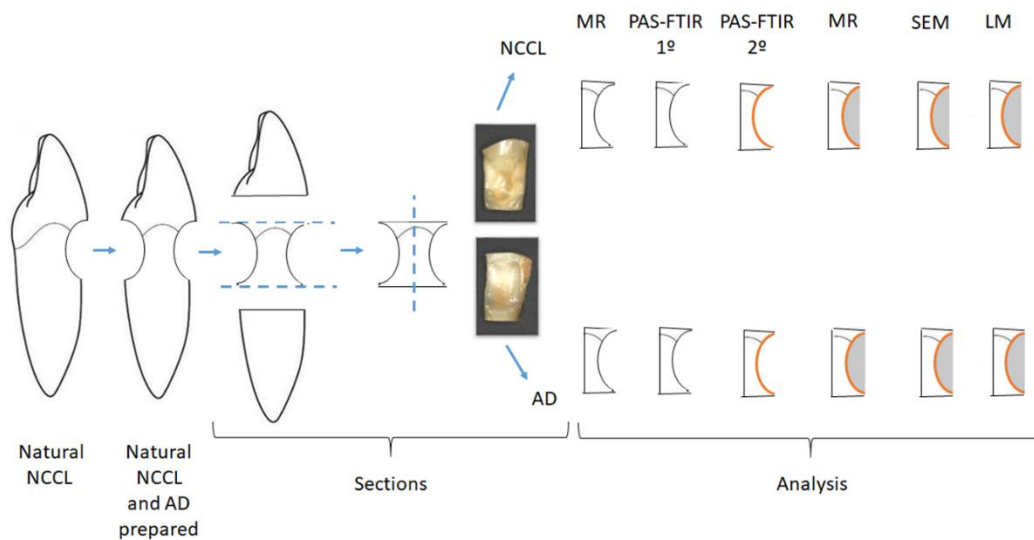 MR
PAS-FTIR
1º
PAS-FTIR
2º
MR
SEM
LM
NCCL
AD
Natural
NCCL
Natural
NCCL
and AD
prepared
Sections
Analysis